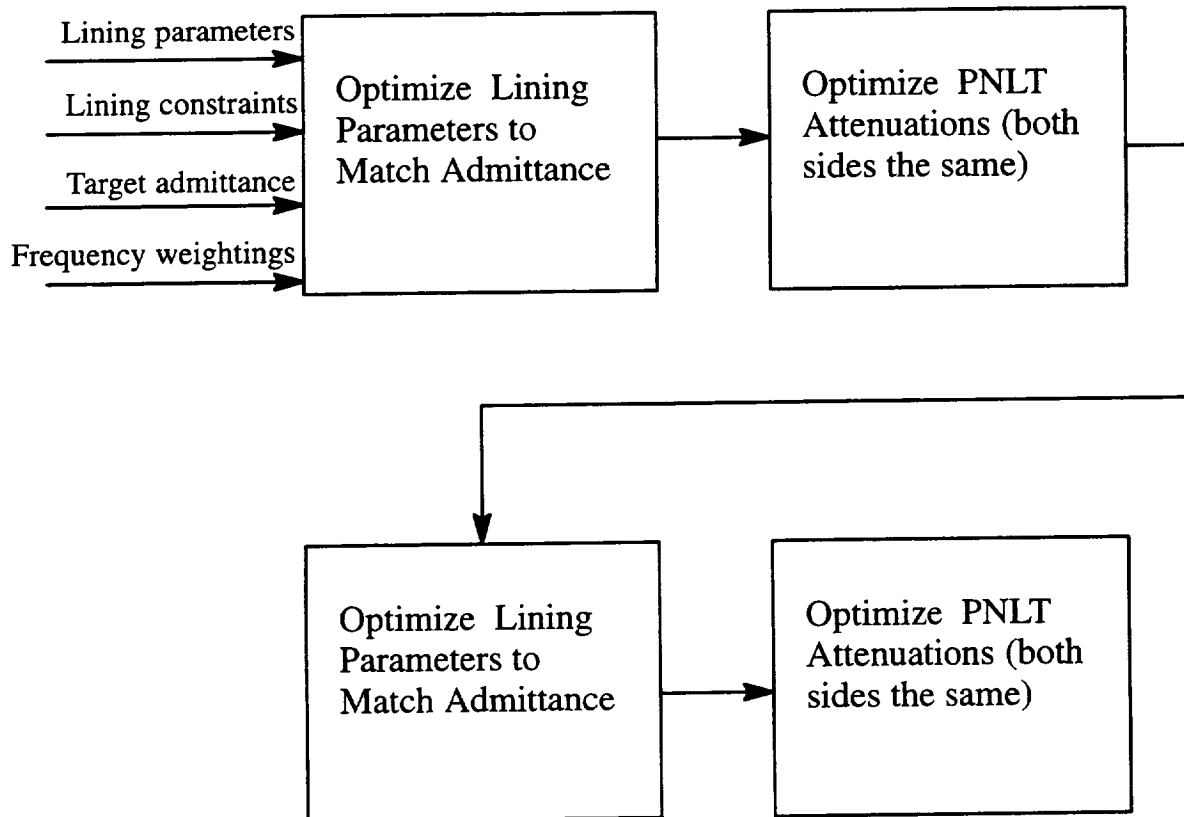 Lining parameters
Lining constraints
Target admittance
Frequency weightings
Optimize Lining
Parameters to
Match Admittance
Optimize PNLT
Attenuations (both
sides the same)
Optimize Lining
Parameters to
Match Admittance
Optimize PNLT
Attenuations (both
sides the same)